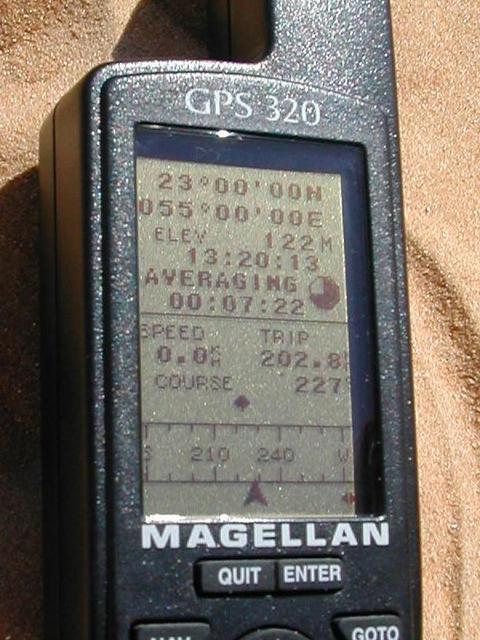 GPS 320
23°00'00N
055°00'00E
ELEV 122M
13:20:13
AVERAGING
00:07:22
SPEED TRIP
0.0 202.8
COURSE 227°
S 210 240 W
MAGELLAN
QUIT ENTER
NAV GOTO